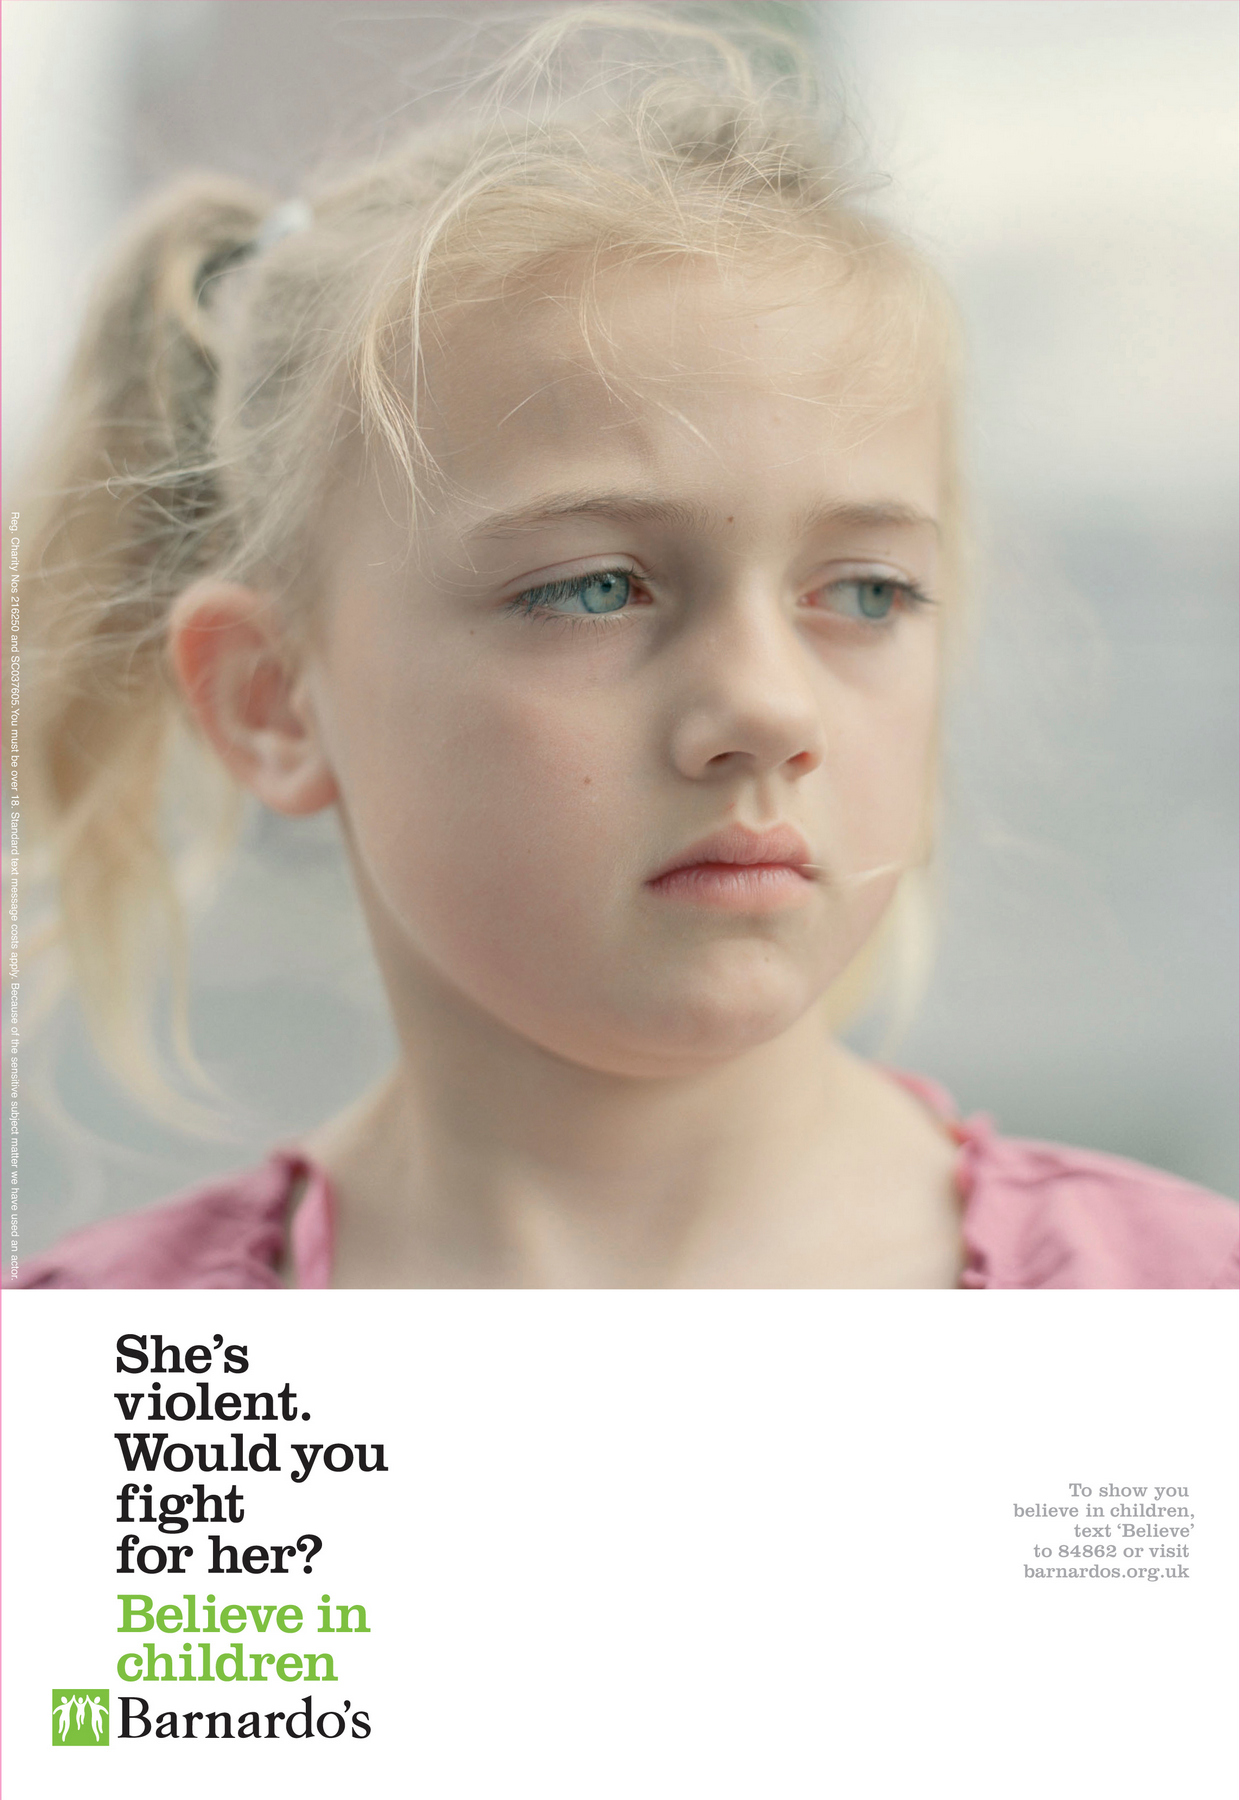 Reg. Charity Nos 216250 and SC037605.You must be over 18. Standard text message costs apply. Because of the sensitive subject matter we have used an actor.
She’s
violent.
Would you
fight
for her?
Believe in
children
Barnardo’s
To show you
believe in children,
text ‘Believe’
to 84862 or visit
barnardos.org.uk